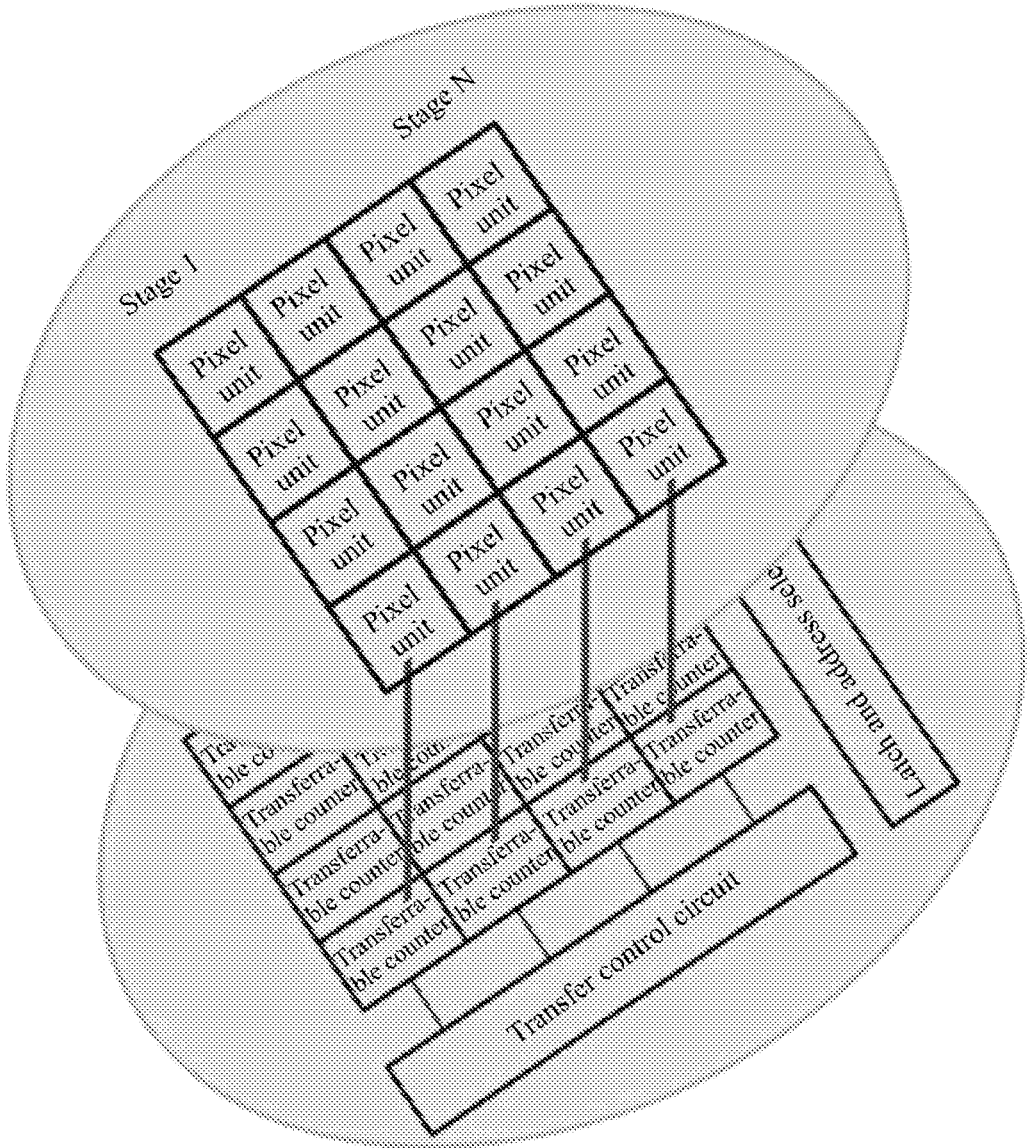 Stage N
Stage 1
Pixel
unit
Pixel
unit
Pixel
unit
Pixel
unit
Pixel
unit
Pixel
unit
Pixel
unit
Pixel
unit
Pixel
unit
Pixel
unit
Pixel
unit
Pixel
unit
Pixel
unit
Pixel
unit
Pixel
unit
Pixel
unit
Latch and address sele
Transferra-
ble counter
Transferra-
ble counter
Transferra-
ble counter
Transferra-
ble counter
Transferra-
ble counter
Transferra-
ble counter
Transferra-
ble counter
Transferra-
ble counter
Transferra-
ble counter
Transfer control circuit